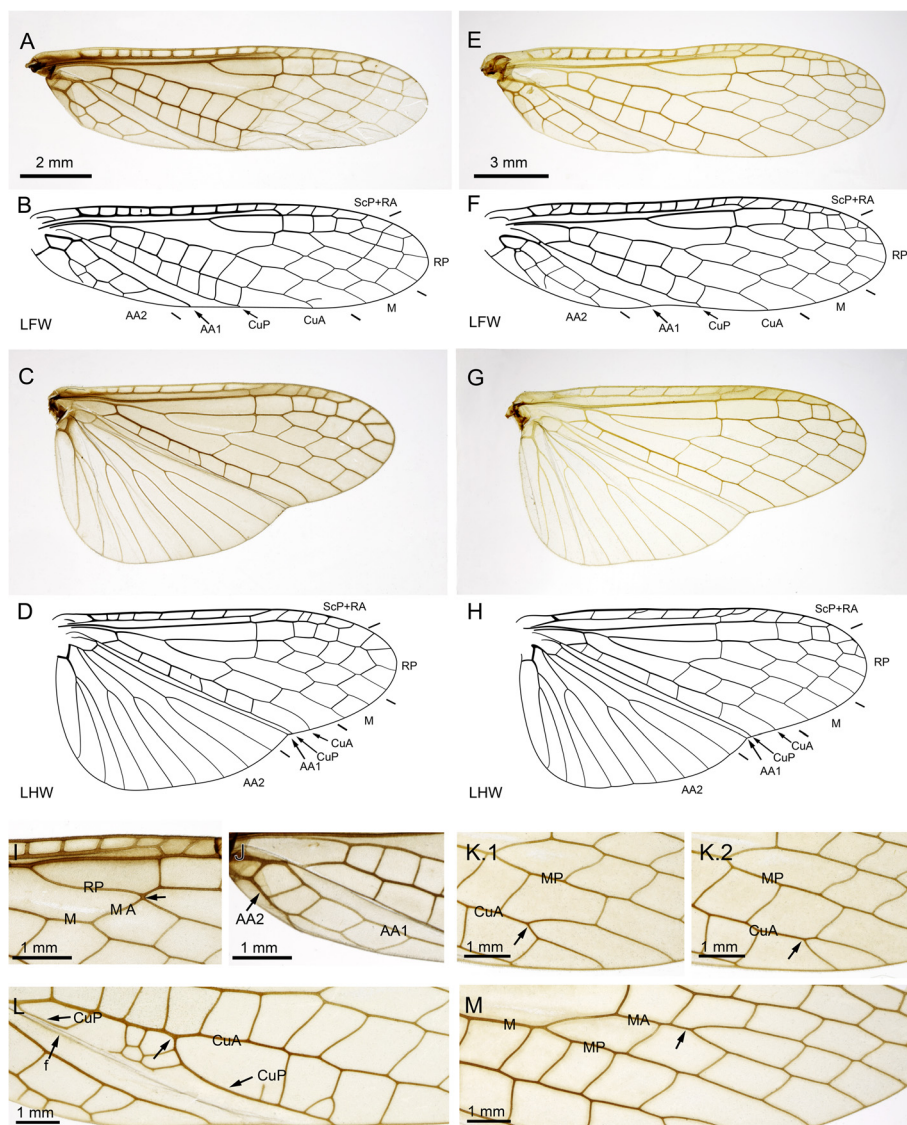 A
E
2 mm
3 mm
B
ScP+RA
F
ScP+RA
RP
RP
M
M
LFW
AA2
AA1
CuP
CuA
LFW
AA2
AA1
CuP
CuA
C
G
D
ScP+RA
H
ScP+RA
RP
RP
M
M
CuA
CuP
AA1
CuA
CuP
AA1
LHW
AA2
LHW
AA2
I
RP
M
M A
1 mm
J
AA2
AA1
1 mm
K.1
MP
CuA
1 mm
K.2
MP
CuA
1 mm
L
CuP
f
CuA
CuP
1 mm
M
MA
MP
1 mm
M